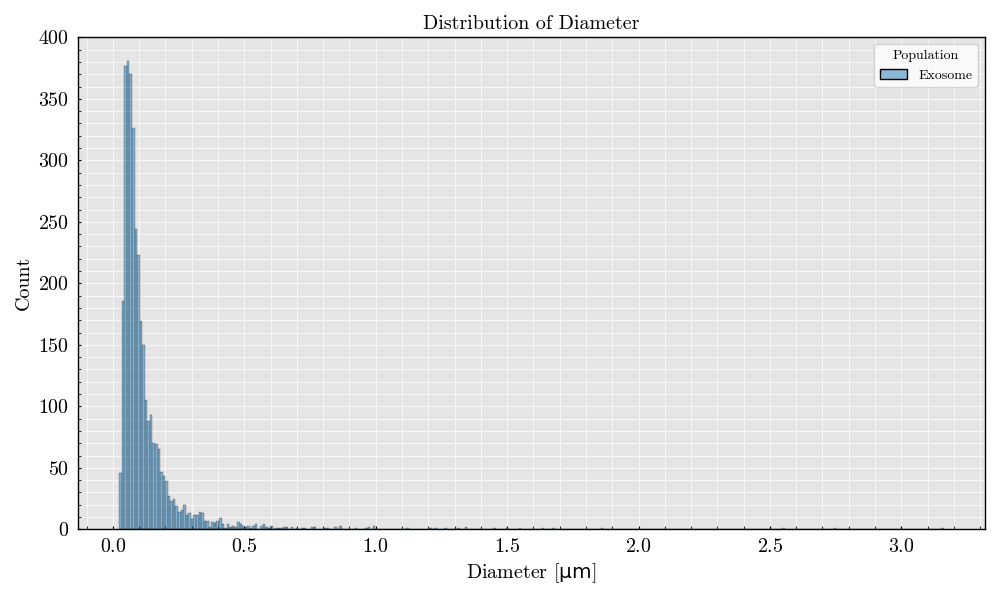 Distribution of Diameter
400
350
300
250
200
150
100
50
0
Count
Population
Exosome
0.0 0.5 1.0 1.5 2.0 2.5 3.0
Diameter [μm]